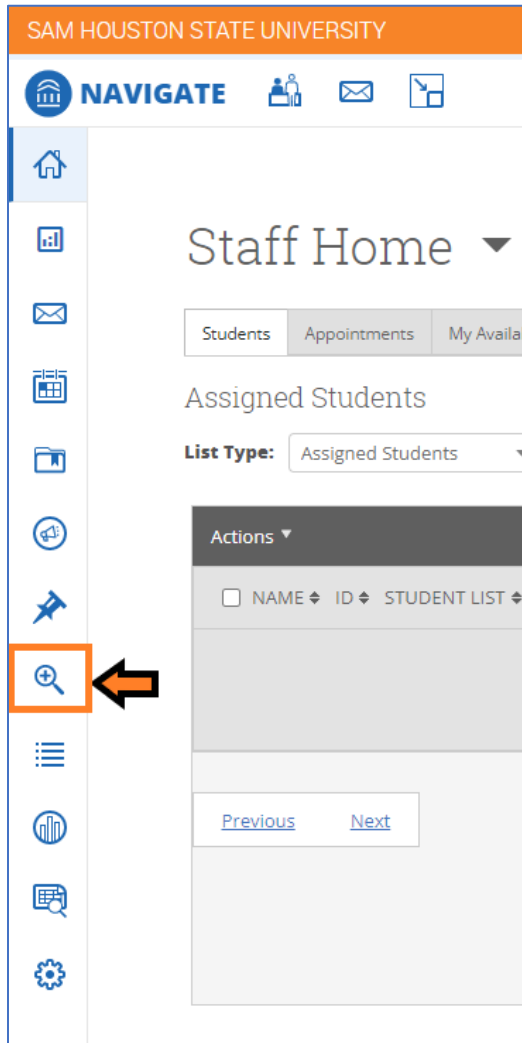 SAM HOUSTON STATE UNIVERSITY
NAVIGATE
Staff Home
Students Appointments My Availa
Assigned Students
List Type: Assigned Students
Actions
NAME ID STUDENT LIST
Previous Next